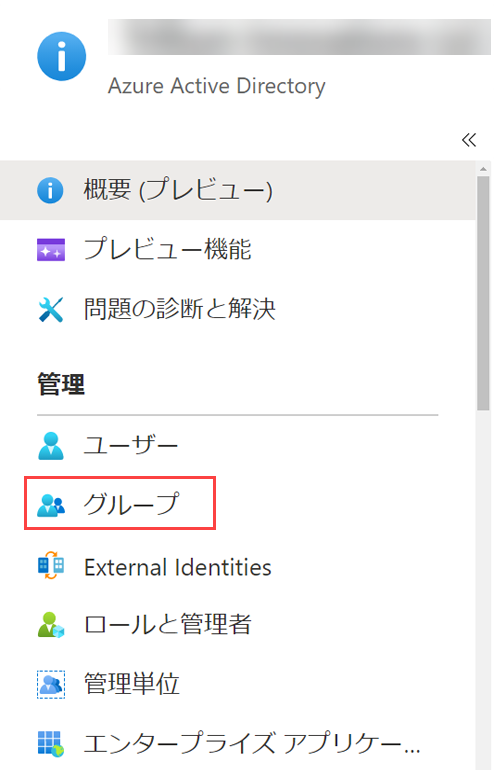 Azure Active Directory
概要 (プレビュー)
プレビュー機能
問題の診断と解決
管理
ユーザー
グループ
External Identities
ロールと管理者
管理単位
エンタープライズ アプリケー...